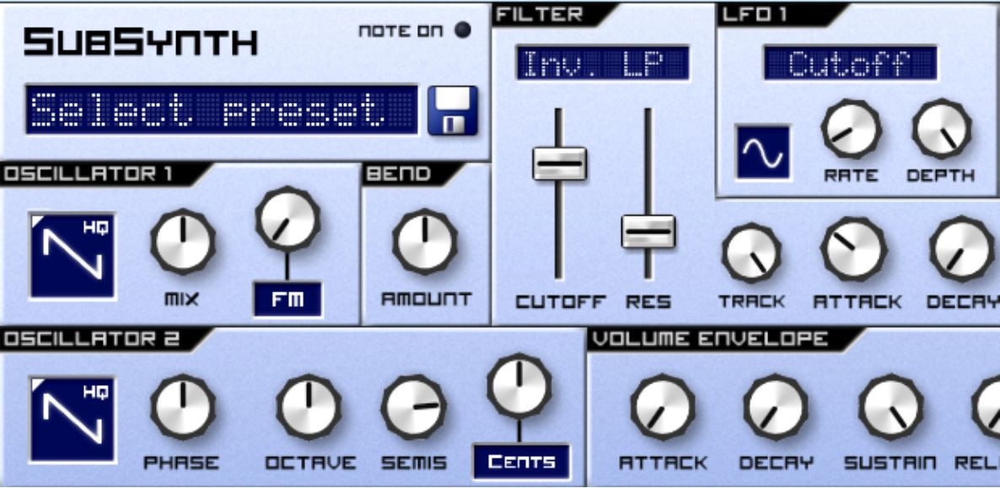 SubSynth
NOTE ON
Select preset
FILTER
Inv. LP
CUTOFF
RES
LFO 1
Cutoff
RATE
DEPTH
TRACK
ATTACK
DECAY
OSCILLATOR 1
HQ
MIX
FM
BEND
AMOUNT
OSCILLATOR 2
HQ
PHASE
OCTAVE
SEMIS
Cents
VOLUME ENVELOPE
ATTACK
DECAY
SUSTAIN